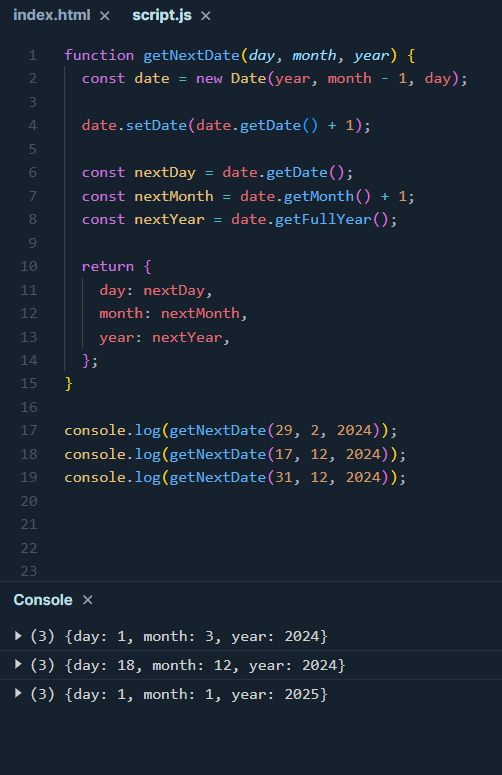 index.html × script.js ×
1 function getNextDate(day, month, year) {
2 const date = new Date(year, month - 1, day);
3
4 date.setDate(date.getDate() + 1);
5
6 const nextDay = date.getDate();
7 const nextMonth = date.getMonth() + 1;
8 const nextYear = date.getFullYear();
9
10 return {
11 day: nextDay,
12 month: nextMonth,
13 year: nextYear,
14 };
15 }
16
17 console.log(getNextDate(29, 2, 2024));
18 console.log(getNextDate(17, 12, 2024));
19 console.log(getNextDate(31, 12, 2024));
20
21
22
23
Console ×
▶ (3) {day: 1, month: 3, year: 2024}
▶ (3) {day: 18, month: 12, year: 2024}
▶ (3) {day: 1, month: 1, year: 2025}